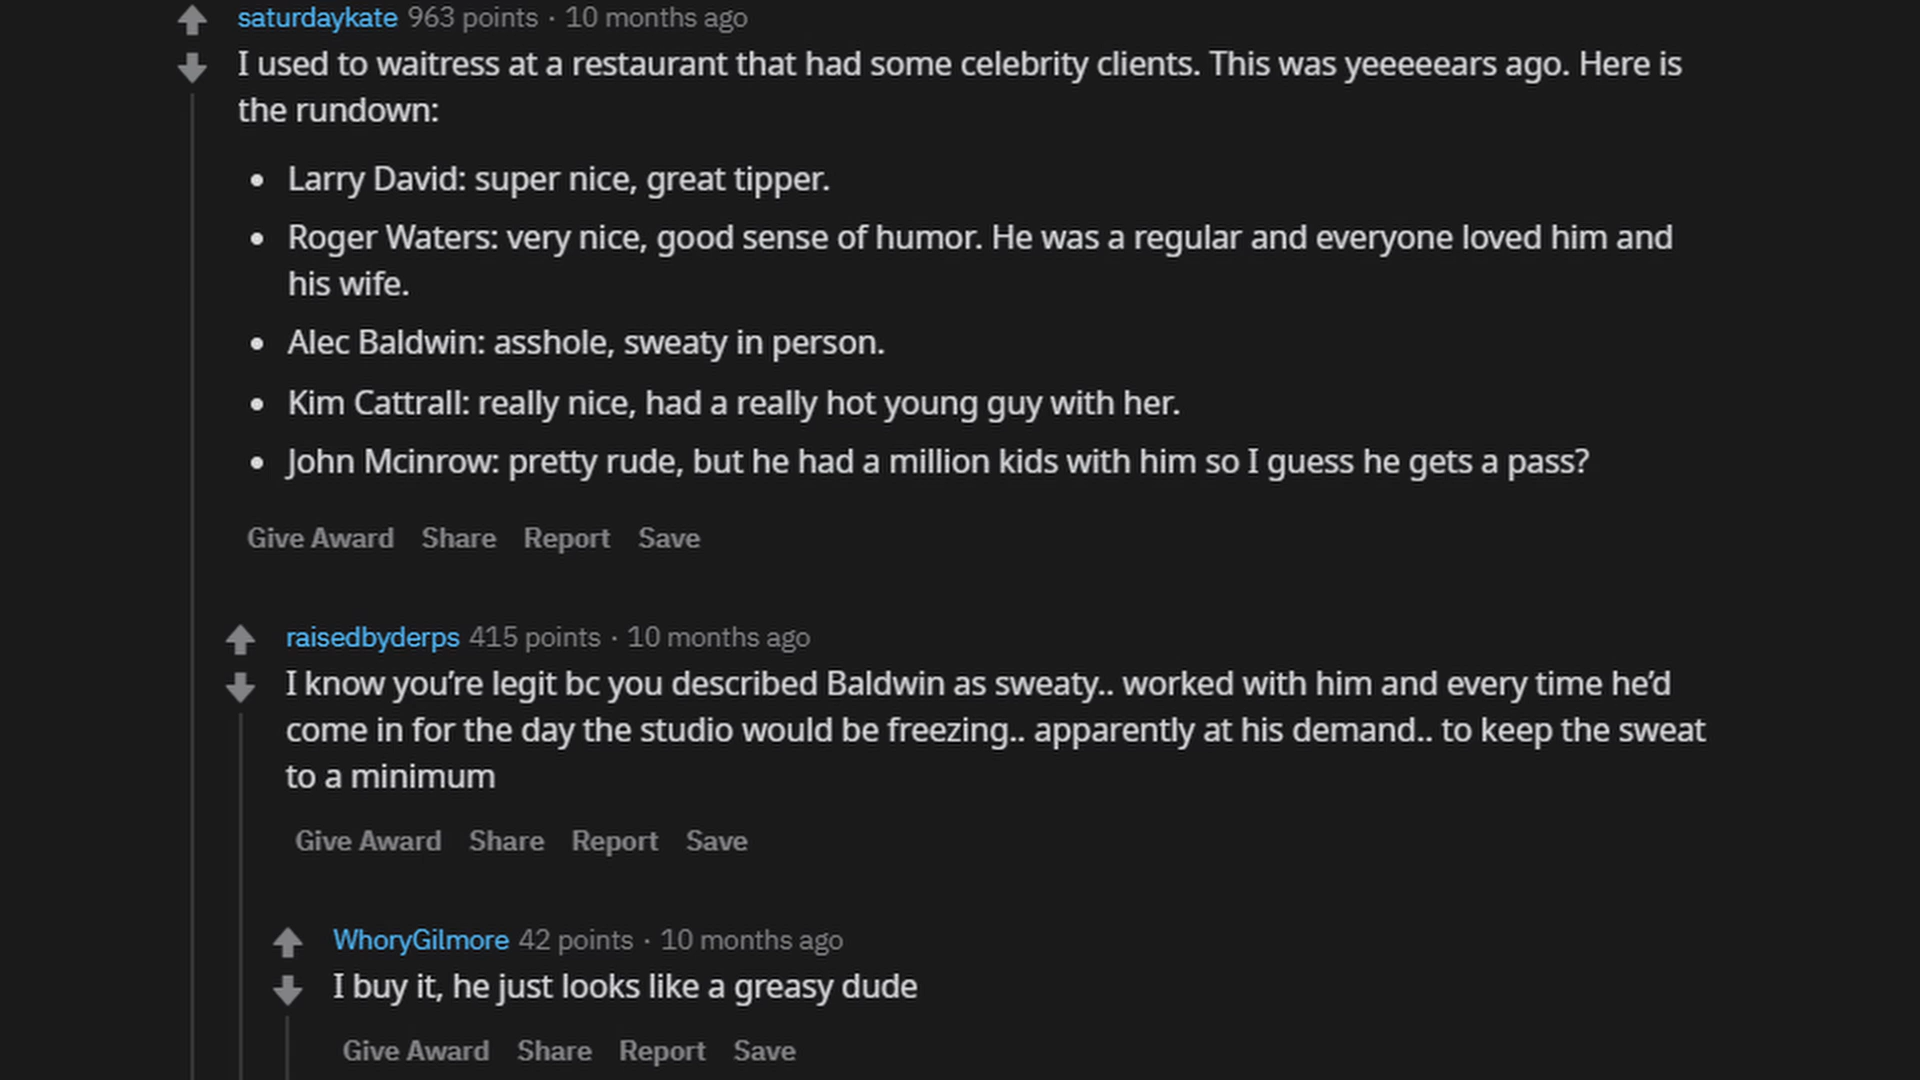 saturdaykate 963 points · 10 months ago
I used to waitress at a restaurant that had some celebrity clients. This was yeeeeears ago. Here is
the rundown:
• Larry David: super nice, great tipper.
• Roger Waters: very nice, good sense of humor. He was a regular and everyone loved him and
his wife.
• Alec Baldwin: asshole, sweaty in person.
• Kim Cattrall: really nice, had a really hot young guy with her.
• John Mcinrow: pretty rude, but he had a million kids with him so I guess he gets a pass?
Give Award Share Report Save
raisedbyderps 415 points · 10 months ago
I know you’re legit bc you described Baldwin as sweaty.. worked with him and every time he’d
come in for the day the studio would be freezing.. apparently at his demand.. to keep the sweat
to a minimum
Give Award Share Report Save
WhoryGilmore 42 points · 10 months ago
I buy it, he just looks like a greasy dude
Give Award Share Report Save